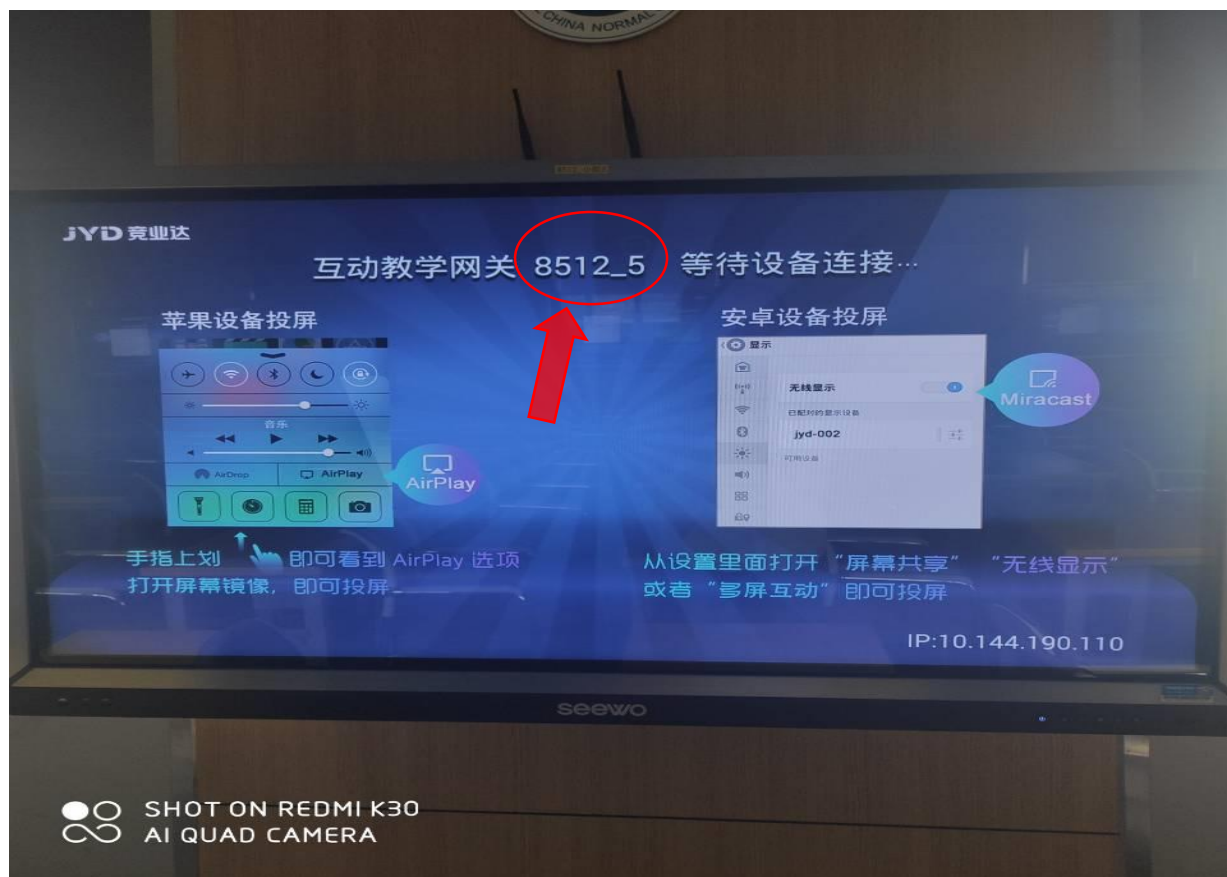 CHINA NORMAL
JYD 竞业达
互动教学网关 8512_5 等待设备连接...
苹果设备投屏
安卓设备投屏
显示
无线显示
已配对的显示设备
jyd-002
可用设备
Miracast
音乐
AirDrop
AirPlay
AirPlay
手指上划 即可看到 AirPlay 选项
打开屏幕镜像, 即可投屏
从设置里面打开“屏幕共享” “无线显示”
或者“多屏互动”即可投屏
IP:10.144.190.110
seewo
SHOT ON REDMI K30
AI QUAD CAMERA